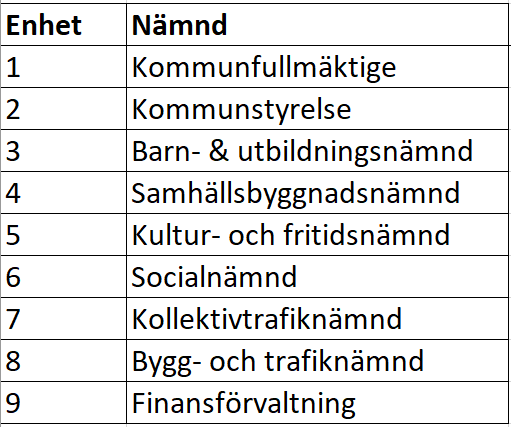 Enhet Nämnd
1 Kommunfullmäktige
2 Kommunstyrelse
3 Barn- & utbildningsnämnd
4 Samhällsbyggnadsnämnd
5 Kultur- och fritidsnämnd
6 Socialnämnd
7 Kollektivtrafiknämnd
8 Bygg- och trafiknämnd
9 Finansförvaltning